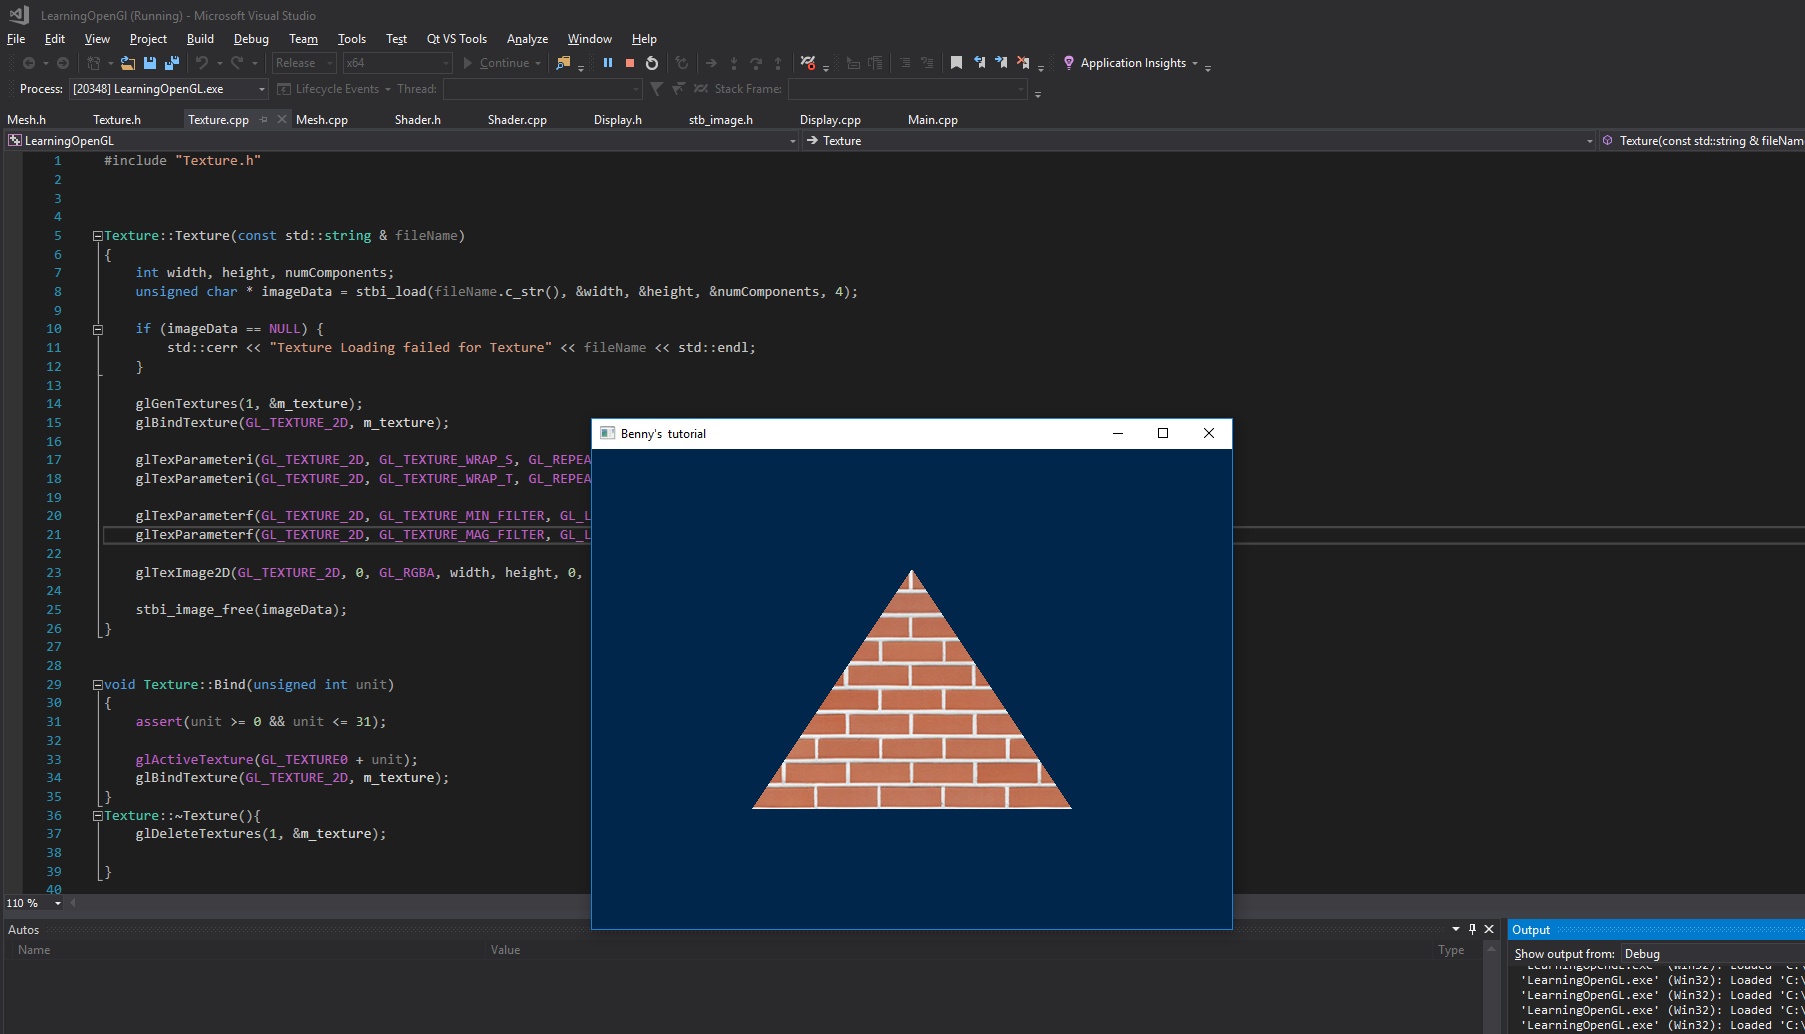 LearningOpenGl (Running) - Microsoft Visual Studio
File Edit View Project Build Debug Team Tools Test Qt VS Tools Analyze Window Help
Release x64 Continue Application Insights
Process: [20348] LearningOpenGL.exe Lifecycle Events Thread: Stack Frame:
Mesh.h Texture.h Texture.cpp Mesh.cpp Shader.h Shader.cpp Display.h stb_image.h Display.cpp Main.cpp
LearningOpenGL Texture Texture(const std::string & fileNam
1 #include "Texture.h"
2
3
4
5 Texture::Texture(const std::string & fileName)
6 {
7 int width, height, numComponents;
8 unsigned char * imageData = stbi_load(fileName.c_str(), &width, &height, &numComponents, 4);
9
10 if (imageData == NULL) {
11 std::cerr << "Texture Loading failed for Texture" << fileName << std::endl;
12 }
13
14 glGenTextures(1, &m_texture);
15 glBindTexture(GL_TEXTURE_2D, m_texture);
16
17 glTexParameteri(GL_TEXTURE_2D, GL_TEXTURE_WRAP_S, GL_REPEA
18 glTexParameteri(GL_TEXTURE_2D, GL_TEXTURE_WRAP_T, GL_REPEA
19
20 glTexParameterf(GL_TEXTURE_2D, GL_TEXTURE_MIN_FILTER, GL_L
21 glTexParameterf(GL_TEXTURE_2D, GL_TEXTURE_MAG_FILTER, GL_L
22
23 glTexImage2D(GL_TEXTURE_2D, 0, GL_RGBA, width, height, 0,
24
25 stbi_image_free(imageData);
26 }
27
28
29 void Texture::Bind(unsigned int unit)
30 {
31 assert(unit >= 0 && unit <= 31);
32
33 glActiveTexture(GL_TEXTURE0 + unit);
34 glBindTexture(GL_TEXTURE_2D, m_texture);
35 }
36 Texture::~Texture(){
37 glDeleteTextures(1, &m_texture);
38
39 }
40
Benny's tutorial
110 %
Autos
Name Value Type
Output
Show output from: Debug
'LearningOpenGL.exe' (Win32): Loaded 'C:\
'LearningOpenGL.exe' (Win32): Loaded 'C:\
'LearningOpenGL.exe' (Win32): Loaded 'C:\
'LearningOpenGL.exe' (Win32): Loaded 'C:\
'LearningOpenGL.exe' (Win32): Loaded 'C:\